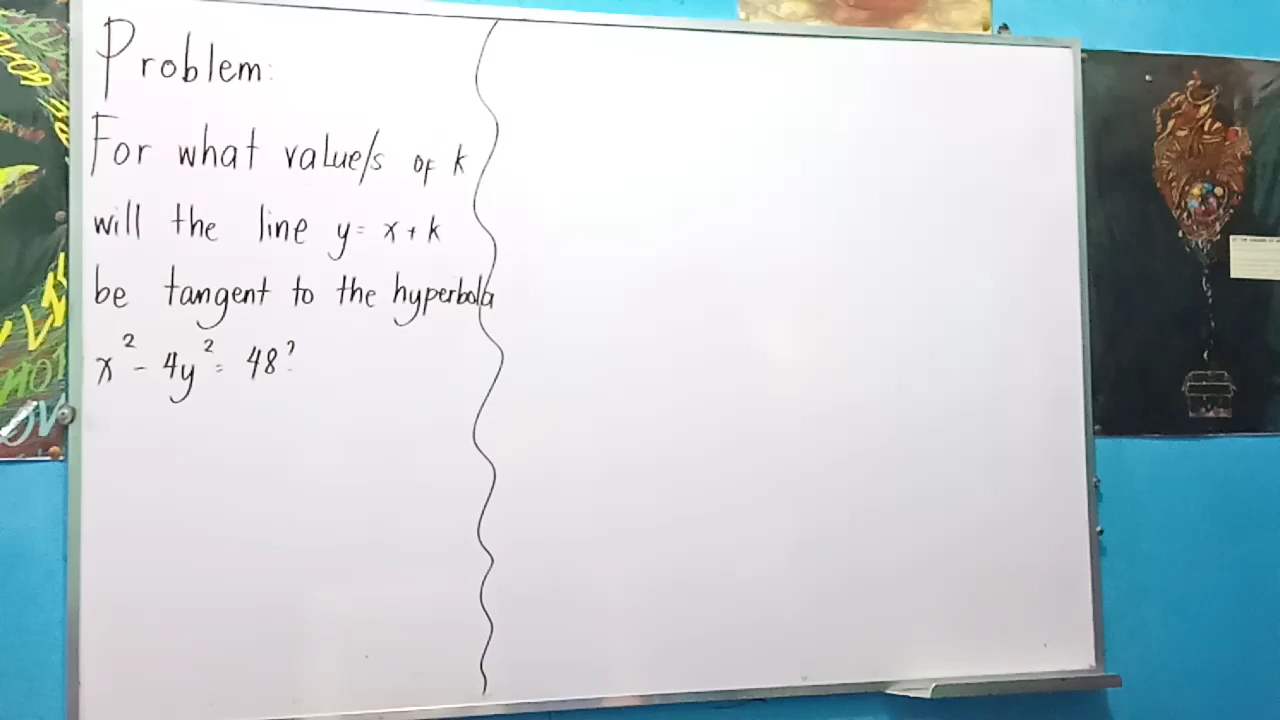 Problem:
For what value/s of k
will the line y = x + k
be tangent to the hyperbola
x² - 4y² = 48?